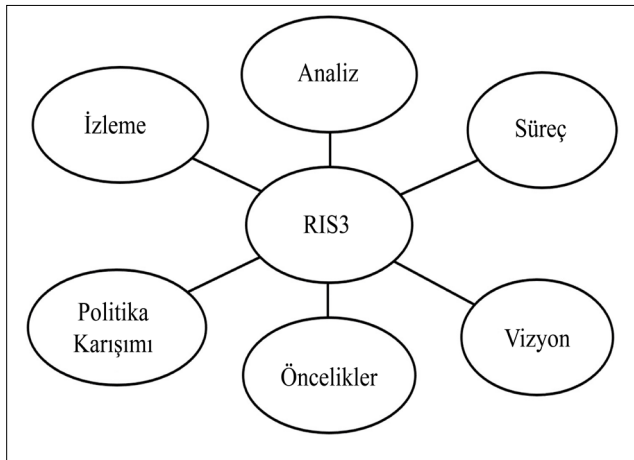 Analiz
İzleme
Süreç
RIS3
Politika
Karışımı
Vizyon
Öncelikler